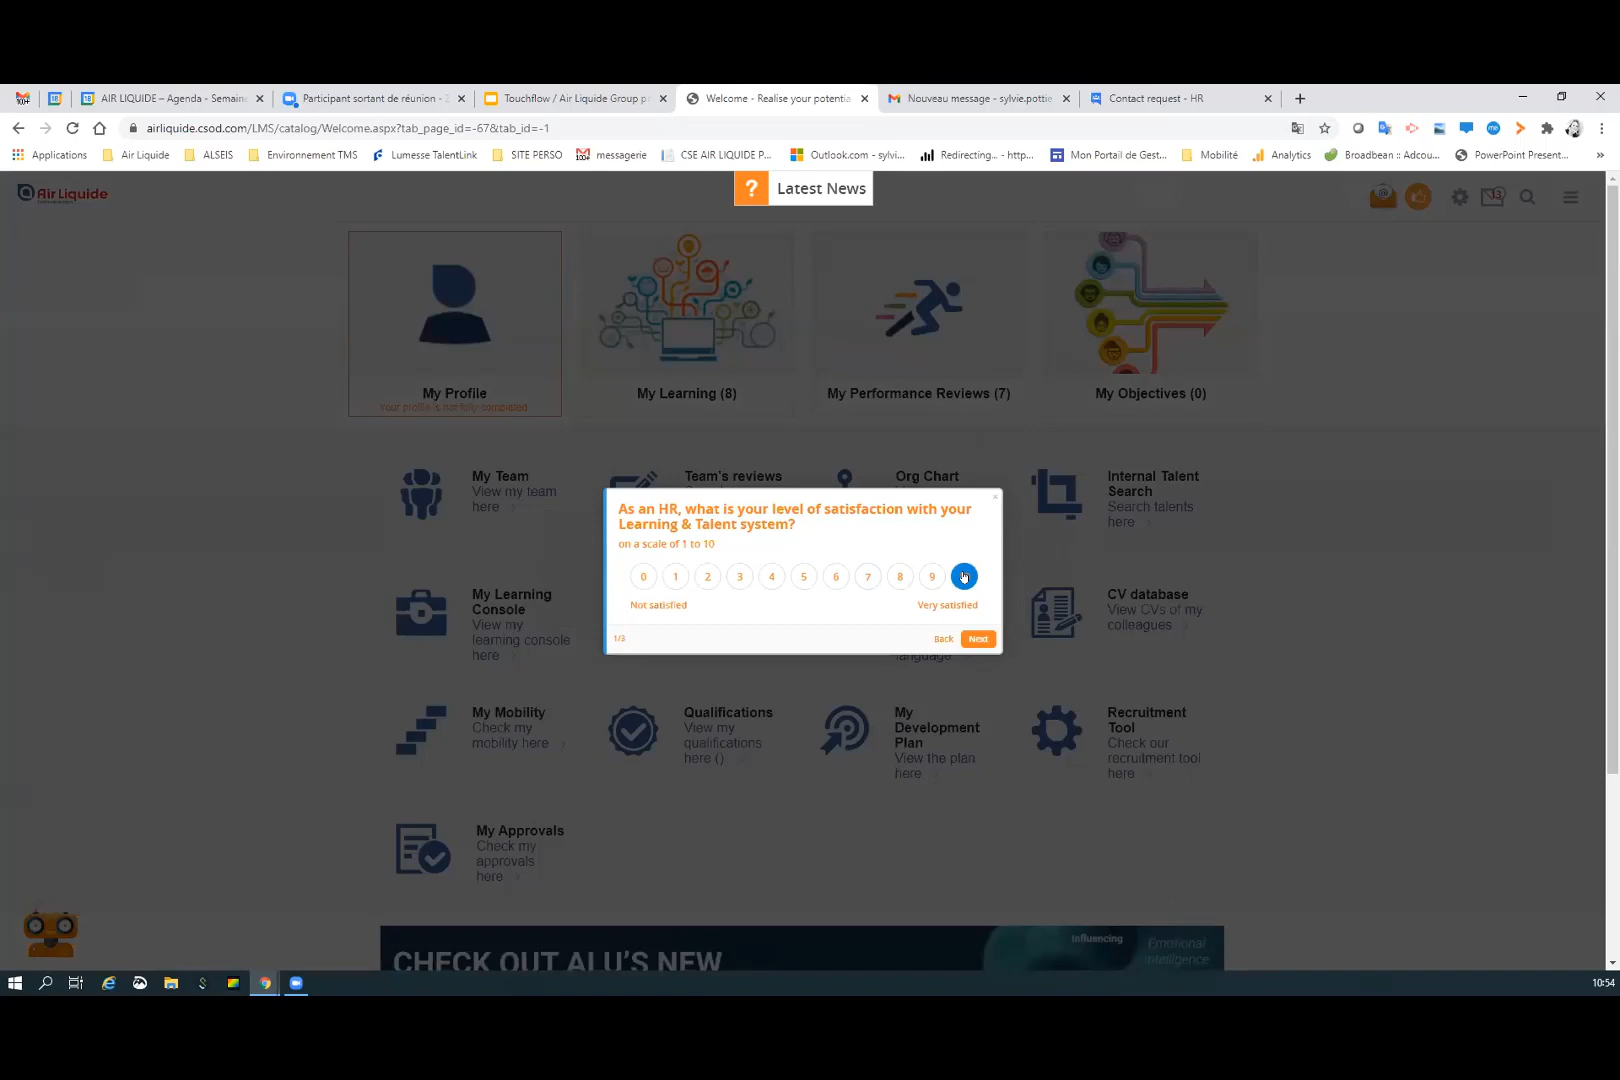 AIR LIQUIDE – Agenda - Semaine
Participant sortant de réunion - Z
Touchflow / Air Liquide Group pr
Welcome - Realise your potentia
Nouveau message - sylvie.pottie
Contact request - HR
airliquide.csod.com/LMS/catalog/Welcome.aspx?tab_page_id=-67&tab_id=-1
Applications
Air Liquide
ALSEIS
Environnement TMS
Lumesse TalentLink
SITE PERSO
messagerie
CSE AIR LIQUIDE P...
Outlook.com - sylvi...
Redirecting... - http...
Mon Portail de Gest...
Mobilité
Analytics
Broadbean :: Adcou...
PowerPoint Present...
»
Air Liquide
? Latest News
13
My Profile
Your profile is not fully completed
My Learning (8)
My Performance Reviews (7)
My Objectives (0)
My Team
View my team
here
Team's reviews
Org Chart
Internal Talent
Search
Search talents
here
As an HR, what is your level of satisfaction with your
Learning & Talent system?
on a scale of 1 to 10
0 1 2 3 4 5 6 7 8 9
Not satisfied Very satisfied
1/3 Back Next
My Learning
Console
View my
learning console
here
language
CV database
View CVs of my
colleagues
My Mobility
Check my
mobility here
Qualifications
View my
qualifications
here ()
My
Development
Plan
View the plan
here
Recruitment
Tool
Check our
recruitment tool
here
My Approvals
Check my
approvals
here
CHECK OUT ALU'S NEW
Influencing
Emotional
Intelligence
10:54